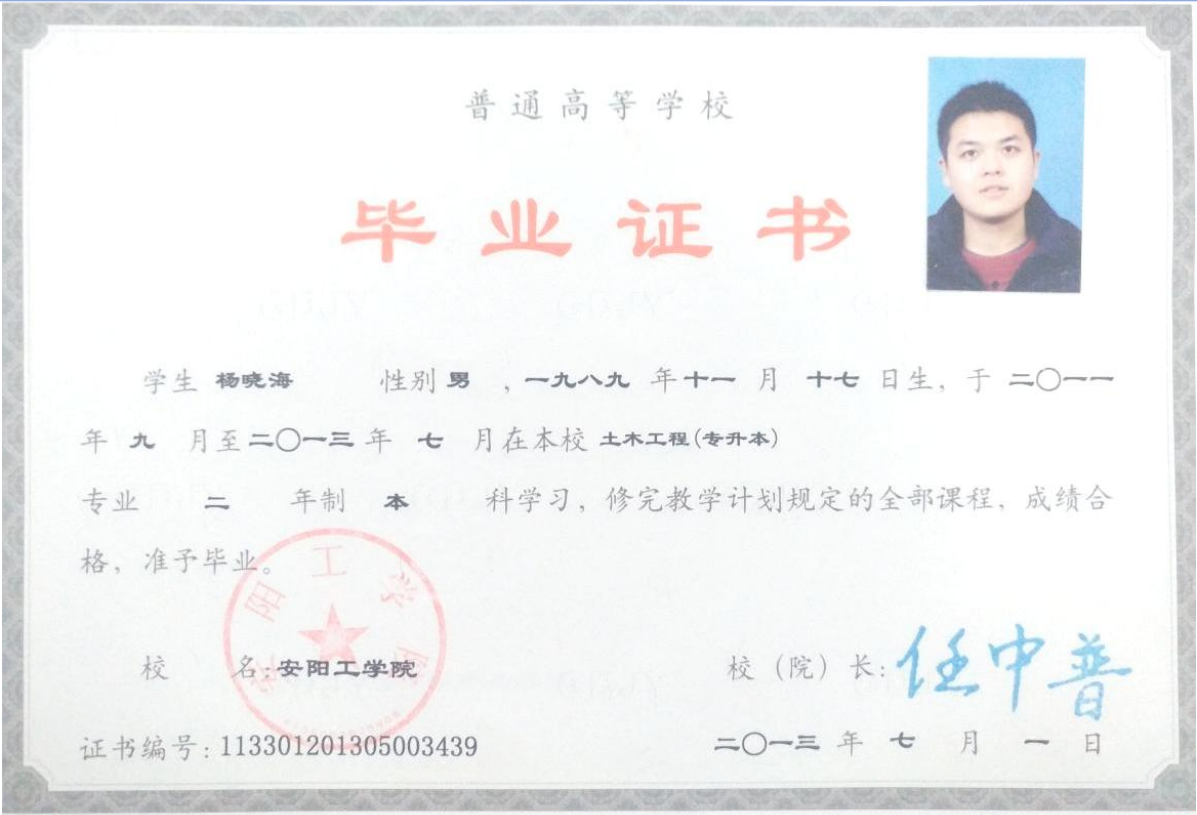 普通高等学校
毕业证书
学生 杨晓海 性别 男 ,一九八九 年 十一 月 十七 日生, 于 二〇一一
年 九 月至 二〇一三 年 七 月在本校 土木工程(专升本)
专业 二 年制 本 科学习, 修完教学计划规定的全部课程, 成绩合
格, 准予毕业。
安阳工学院
校 名:安阳工学院
校(院)长: 任中普
证书编号:113301201305003439
二〇一三 年 七 月 一 日